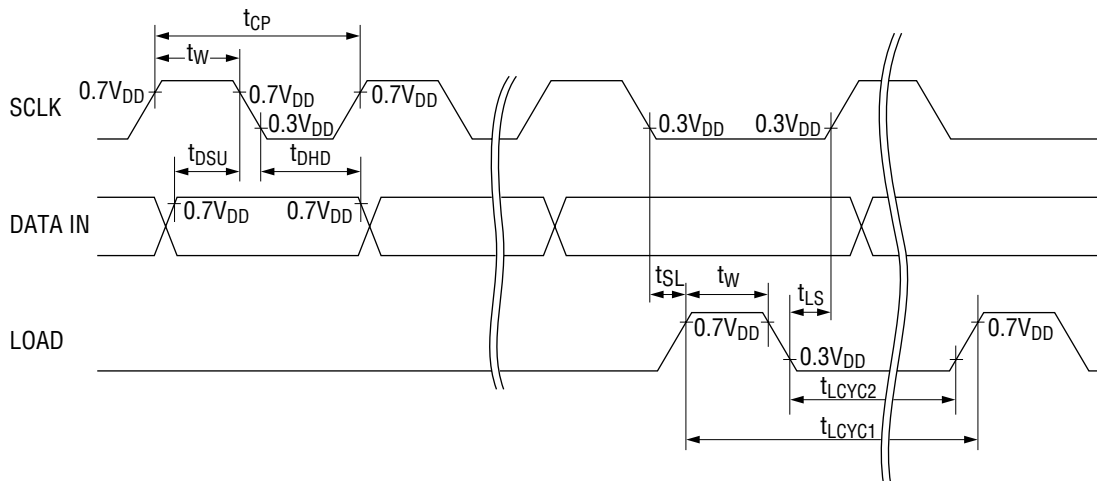 tCP
tW
0.7VDD 0.7VDD 0.7VDD
SCLK
0.3VDD 0.3VDD 0.3VDD
tDSU tDHD
0.7VDD 0.7VDD
DATA IN
tSL tW tLS
0.7VDD 0.7VDD
LOAD
0.3VDD
tLCYC2
tLCYC1